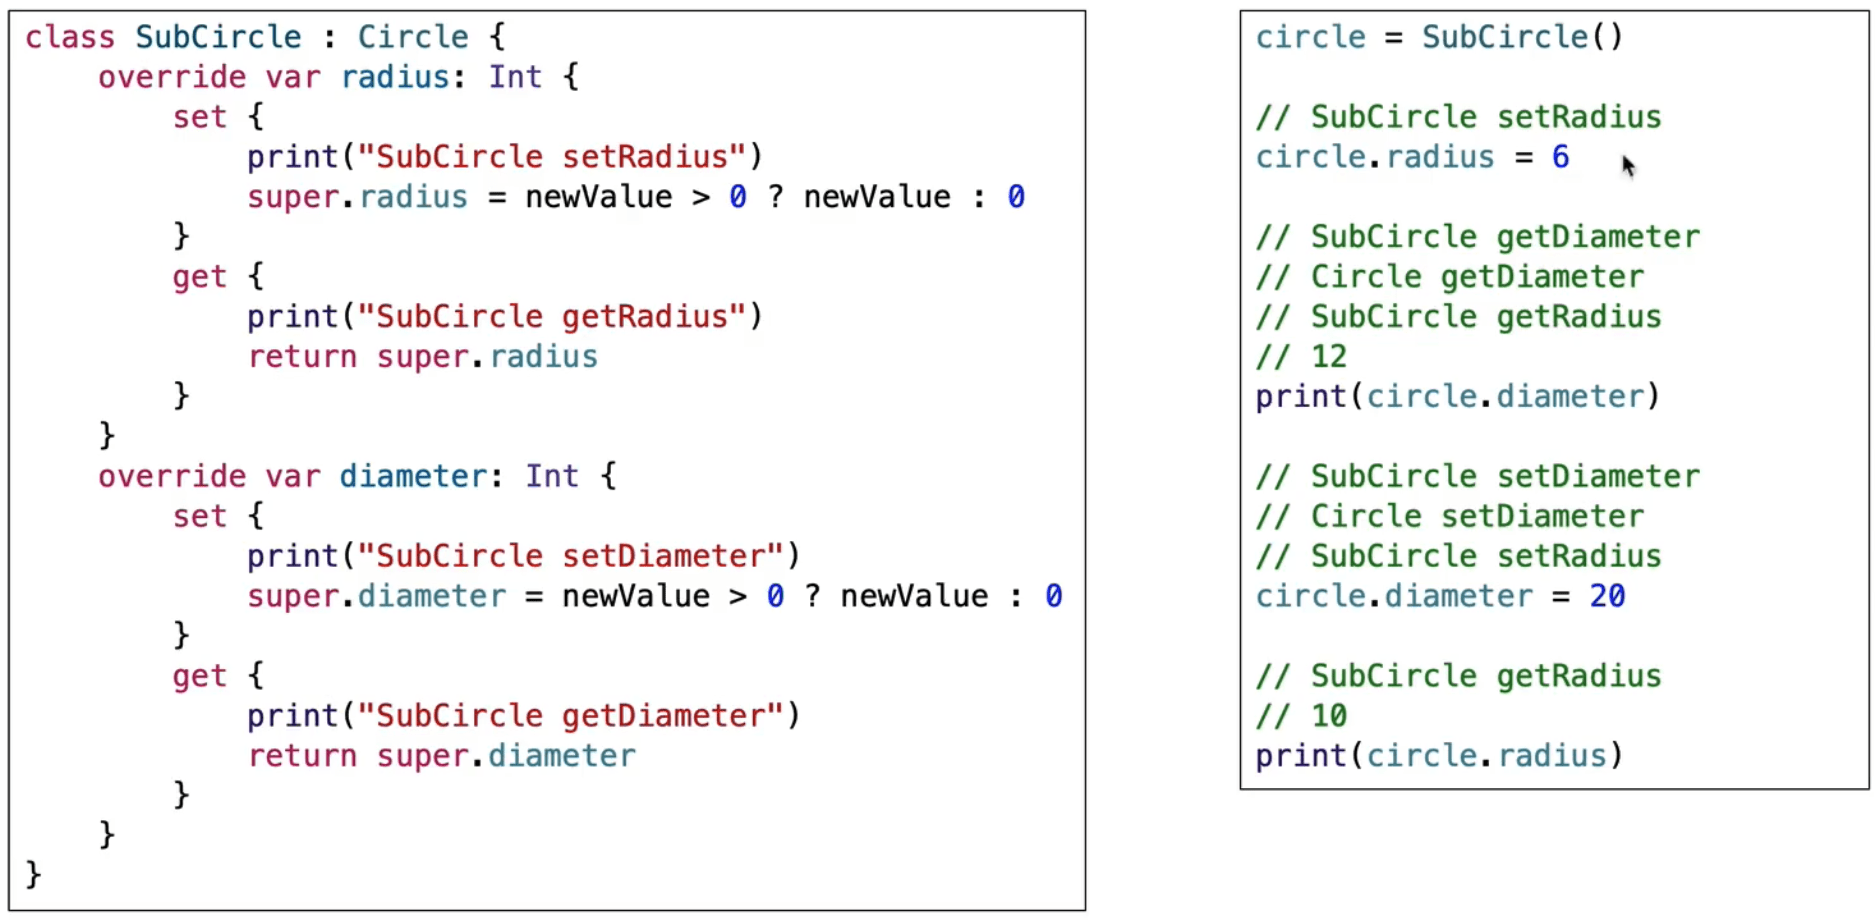 class SubCircle : Circle {
    override var radius: Int {
        set {
            print("SubCircle setRadius")
            super.radius = newValue > 0 ? newValue : 0
        }
        get {
            print("SubCircle getRadius")
            return super.radius
        }
    }
    override var diameter: Int {
        set {
            print("SubCircle setDiameter")
            super.diameter = newValue > 0 ? newValue : 0
        }
        get {
            print("SubCircle getDiameter")
            return super.diameter
        }
    }
}
circle = SubCircle()
// SubCircle setRadius
circle.radius = 6
// SubCircle getDiameter
// Circle getDiameter
// SubCircle getRadius
// 12
print(circle.diameter)
// SubCircle setDiameter
// Circle setDiameter
// SubCircle setRadius
circle.diameter = 20
// SubCircle getRadius
// 10
print(circle.radius)